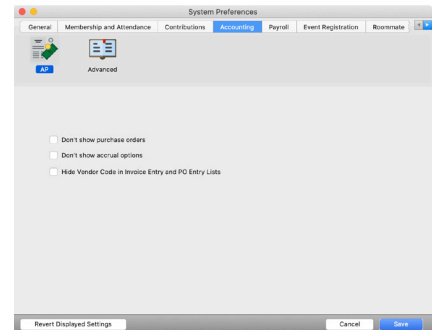 System Preferences
General Membership and Attendance Contributions Accounting Payroll Event Registration Roommate
AP Advanced
Don't show purchase orders
Don't show accrual options
Hide Vendor Code in Invoice Entry and PO Entry Lists
Revert Displayed Settings Cancel Save